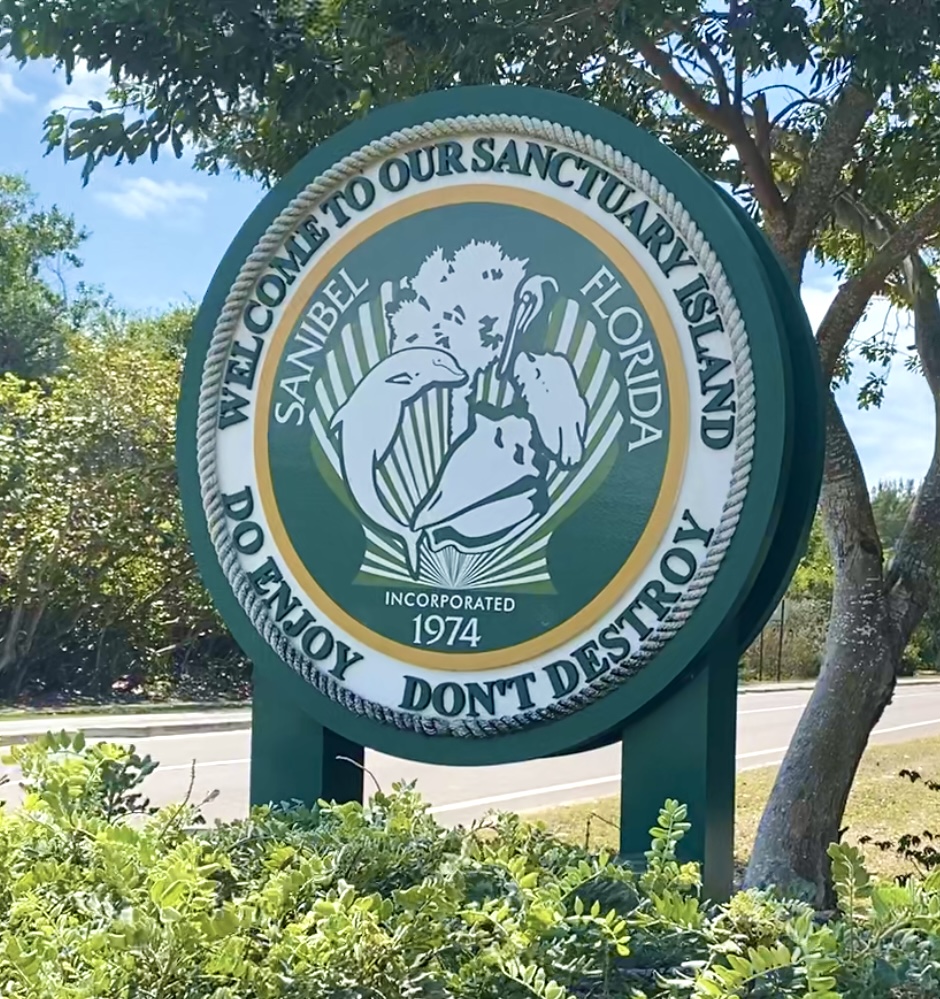 WELCOME TO OUR SANCTUARY ISLAND
SANIBEL
FLORIDA
INCORPORATED
1974
DO ENJOY
DON'T DESTROY